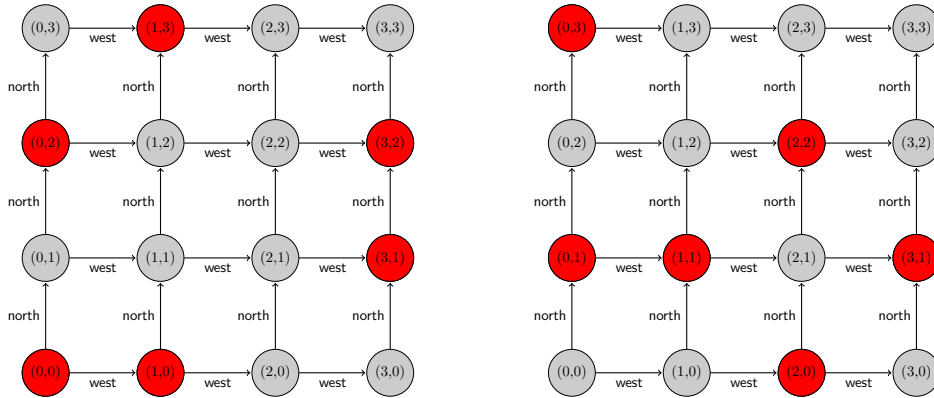 (0,3) west (1,3) west (2,3) west (3,3)
north north north north
(0,2) west (1,2) west (2,2) west (3,2)
north north north north
(0,1) west (1,1) west (2,1) west (3,1)
north north north north
(0,0) west (1,0) west (2,0) west (3,0)
(0,3) west (1,3) west (2,3) west (3,3)
north north north north
(0,2) west (1,2) west (2,2) west (3,2)
north north north north
(0,1) west (1,1) west (2,1) west (3,1)
north north north north
(0,0) west (1,0) west (2,0) west (3,0)